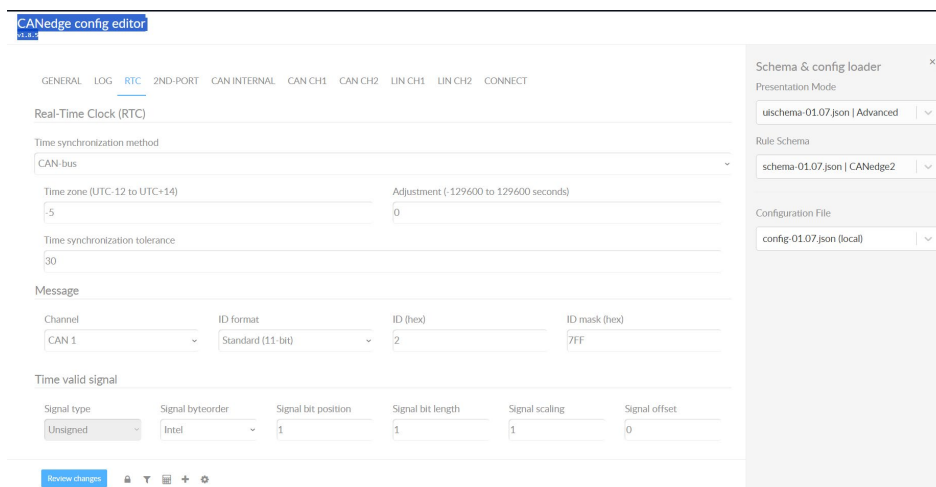 CANedge config editor
v1.8.5
GENERAL LOG RTC 2ND-PORT CAN INTERNAL CAN CH1 CAN CH2 LIN CH1 LIN CH2 CONNECT
Real-Time Clock (RTC)
Time synchronization method
CAN-bus
Time zone (UTC-12 to UTC+14) Adjustment (-129600 to 129600 seconds)
-5 0
Time synchronization tolerance
30
Message
Channel ID format ID (hex) ID mask (hex)
CAN 1 Standard (11-bit) 2 7FF
Time valid signal
Signal type Signal byteorder Signal bit position Signal bit length Signal scaling Signal offset
Unsigned Intel 1 1 1 0
Review changes
Schema & config loader ×
Presentation Mode
uischema-01.07.json | Advanced
Rule Schema
schema-01.07.json | CANedge2
Configuration File
config-01.07.json (local)